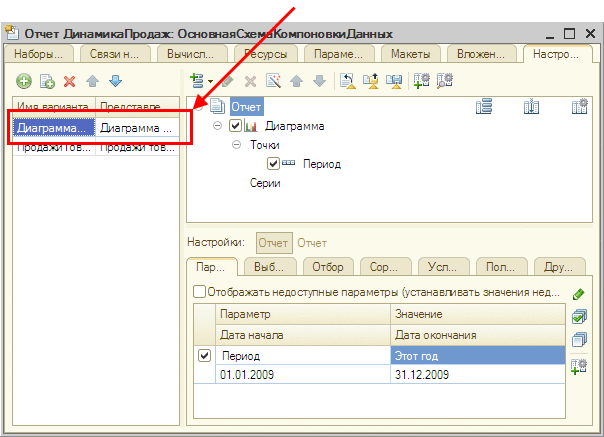 Отчет ДинамикаПродаж: ОсновнаяСхемаКомпоновкиДанных
Наборы... Связи н... Вычисл... Ресурсы Параме... Макеты Вложен... Настро...
Имя варианта Представле...
Диаграмма... Диаграмма ...
ПродажиТов... Продажи тов...
Отчет
Диаграмма
Точки
Период
Серии
Настройки: Отчет Отчет
Пар... Выб... Отбор Сор... Усл... Пол... Дру...
Отображать недоступные параметры (устанавливать значения нед...
Параметр Значение
Дата начала Дата окончания
Период Этот год
01.01.2009 31.12.2009